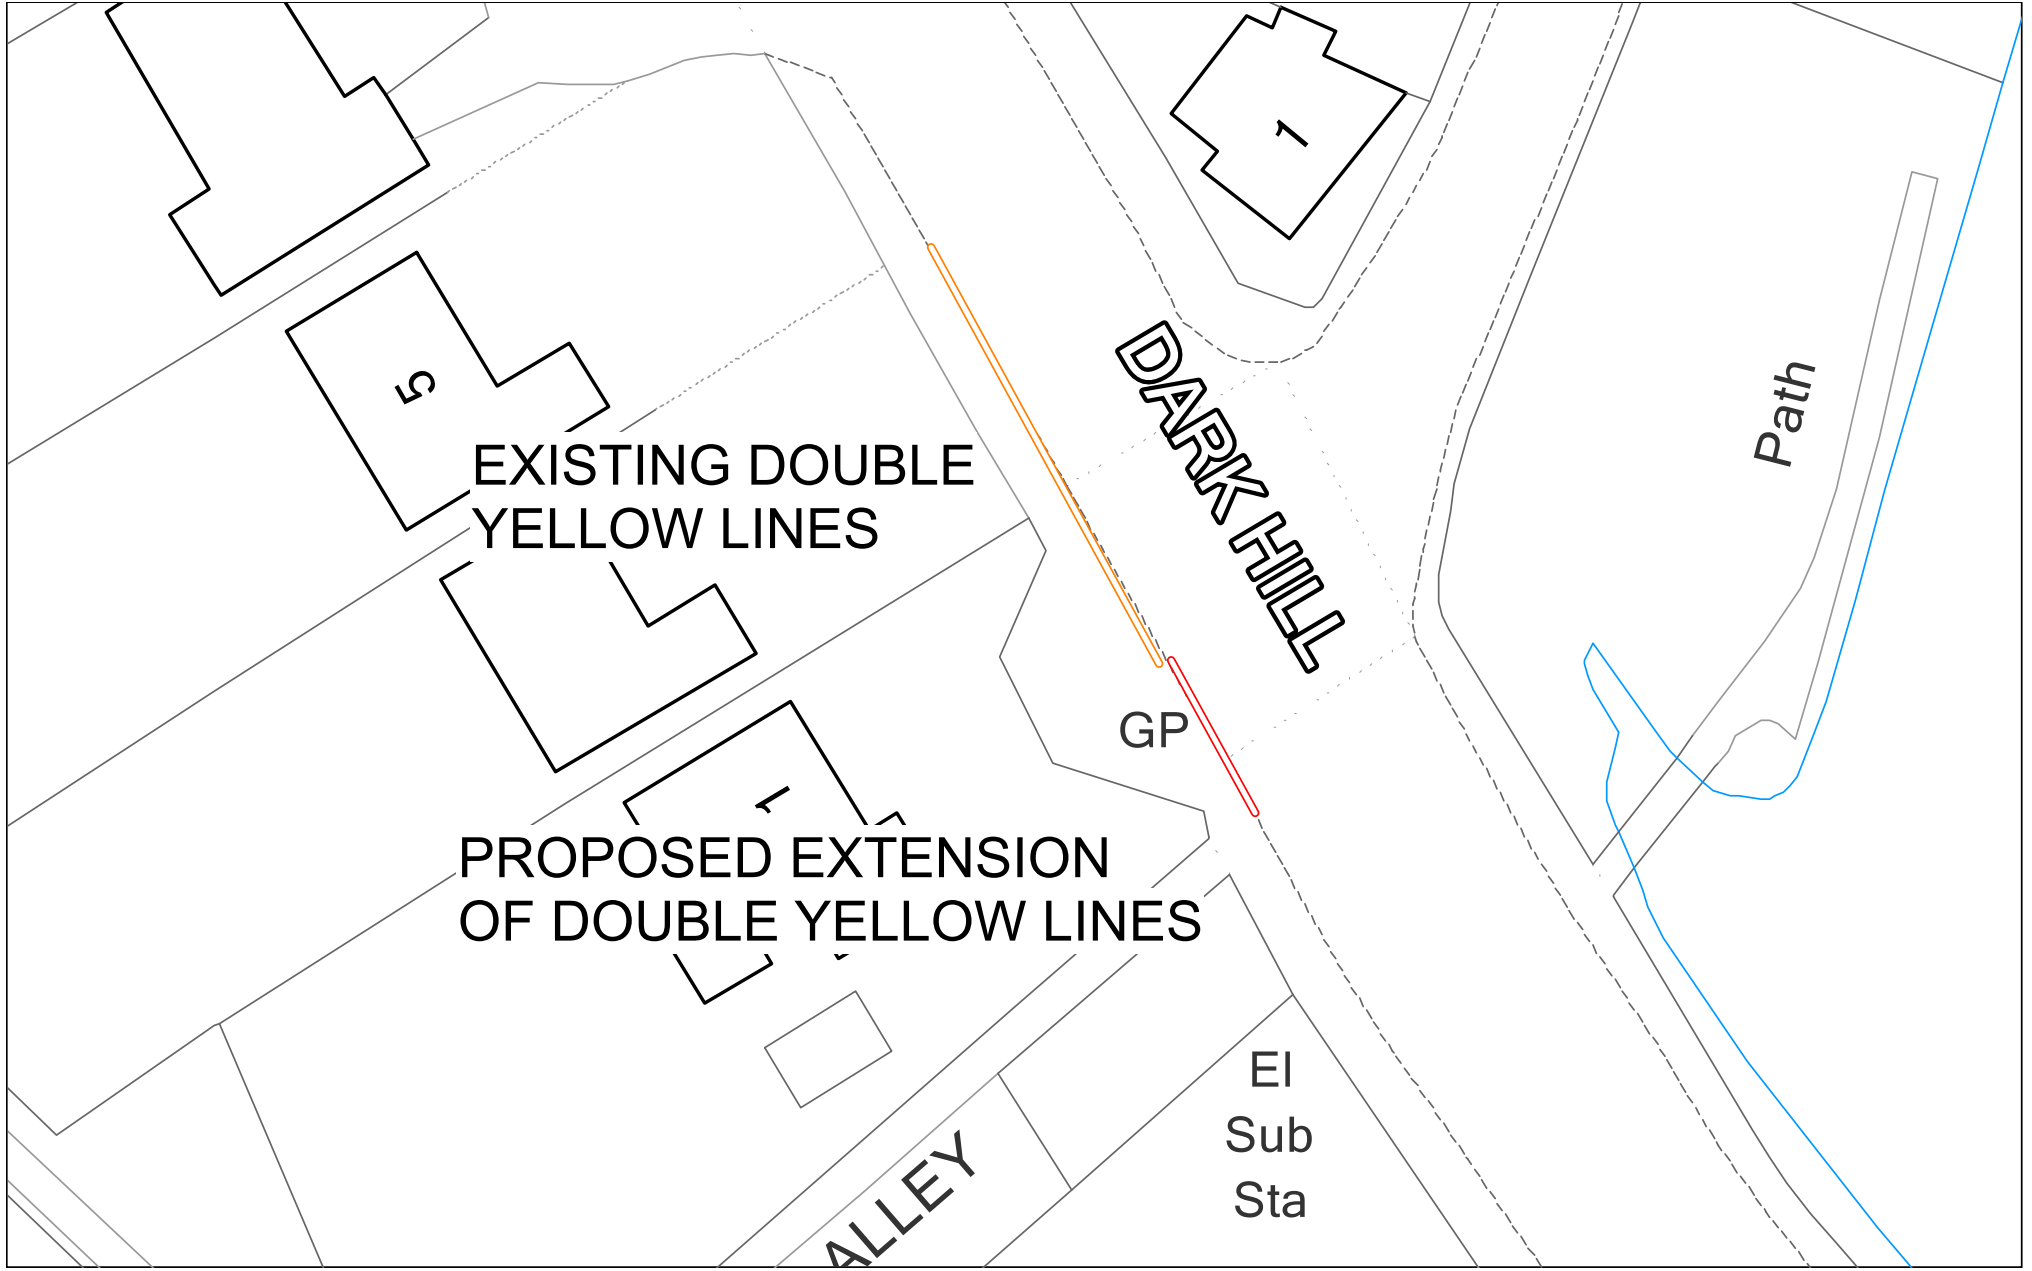 1
5
DARK HILL
Path
EXISTING DOUBLE
YELLOW LINES
GP
1
PROPOSED EXTENSION
OF DOUBLE YELLOW LINES
El
Sub
Sta
ALLEY